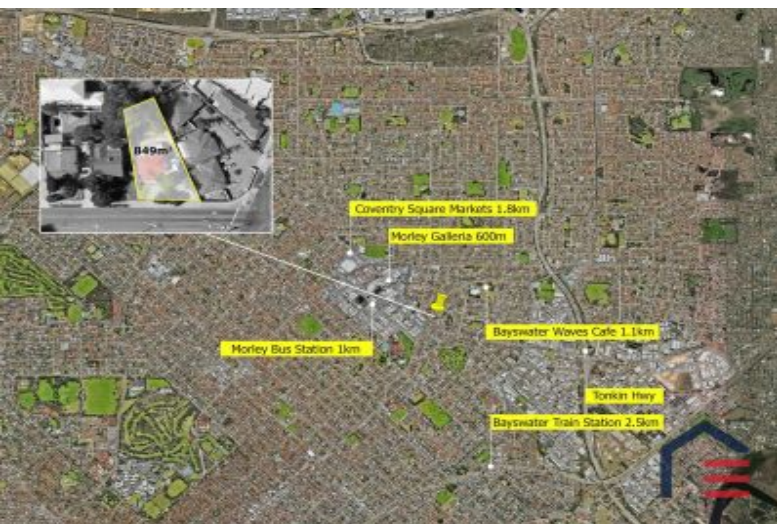 849m²
Coventry Square Markets 1.8km
Morley Galleria 600m
Bayswater Waves Cafe 1.1km
Morley Bus Station 1km
Tonkin Hwy
Bayswater Train Station 2.5km